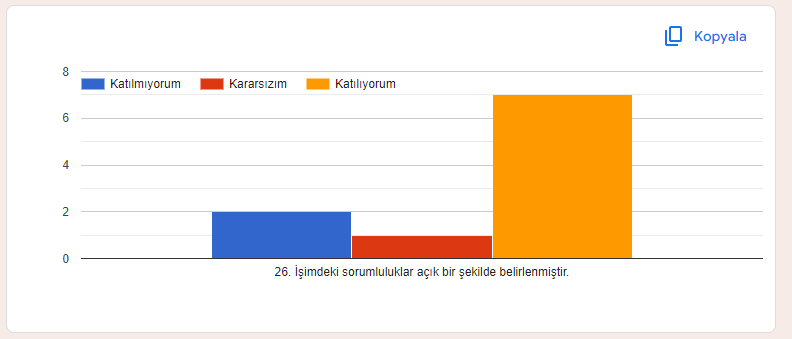 Kopyala
8
Katılmıyorum Kararsızım Katılıyorum
6
4
2
0
26. İşimdeki sorumluluklar açık bir şekilde belirlenmiştir.